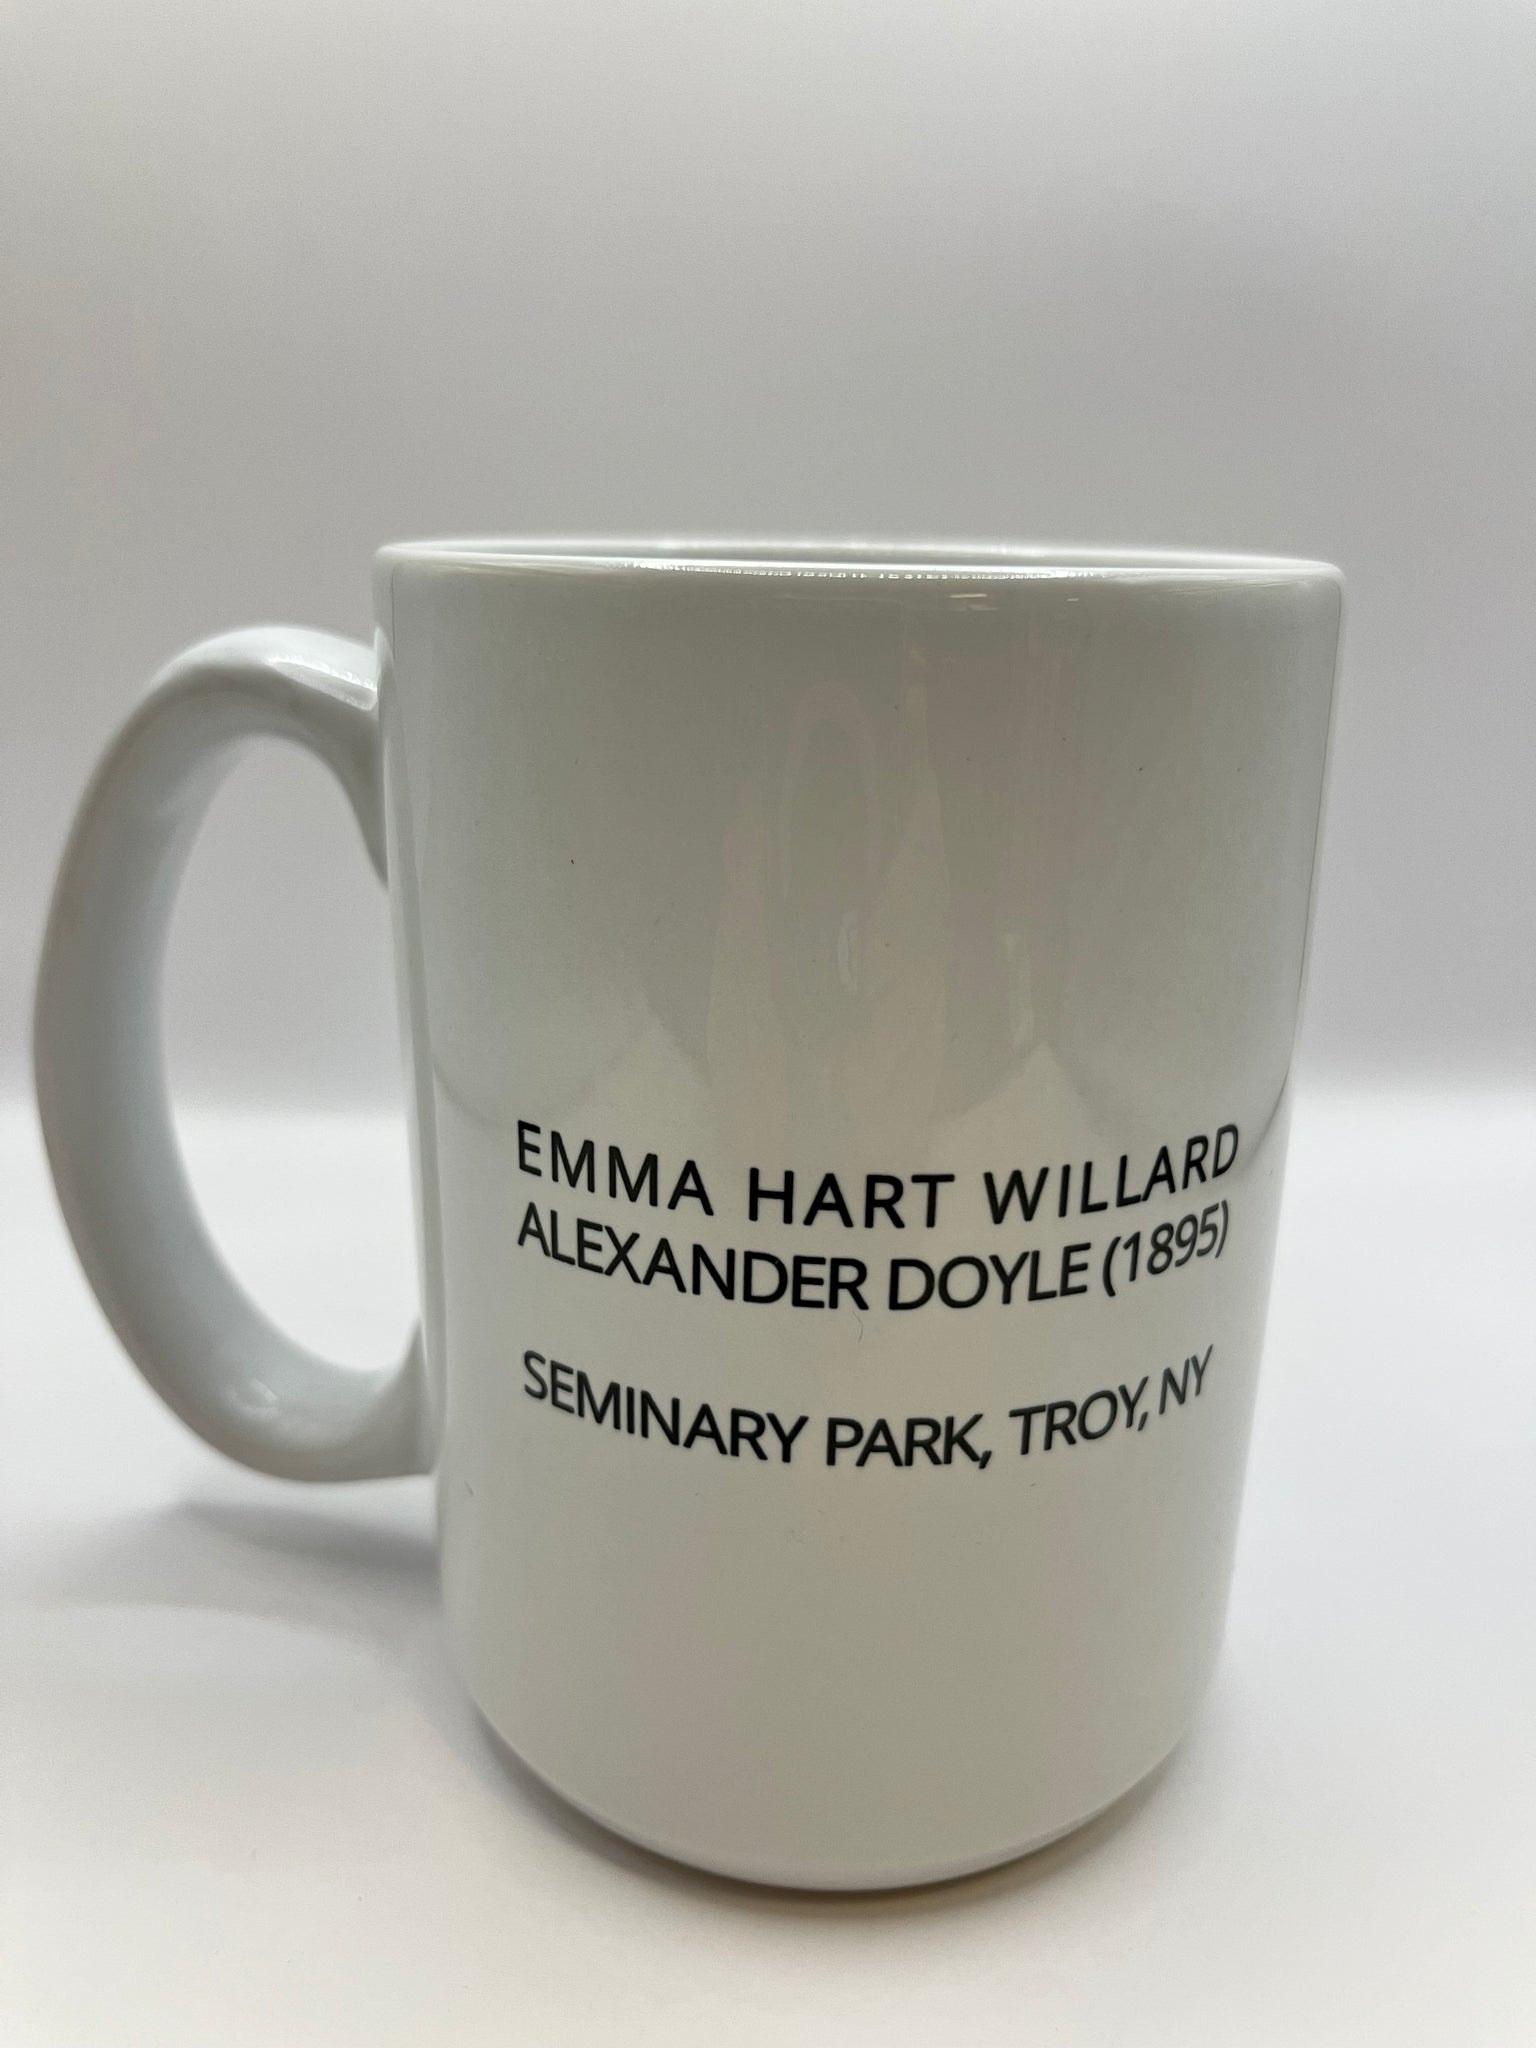 EMMA HART WILLARD
ALEXANDER DOYLE (1895)
SEMINARY PARK, TROY, NY